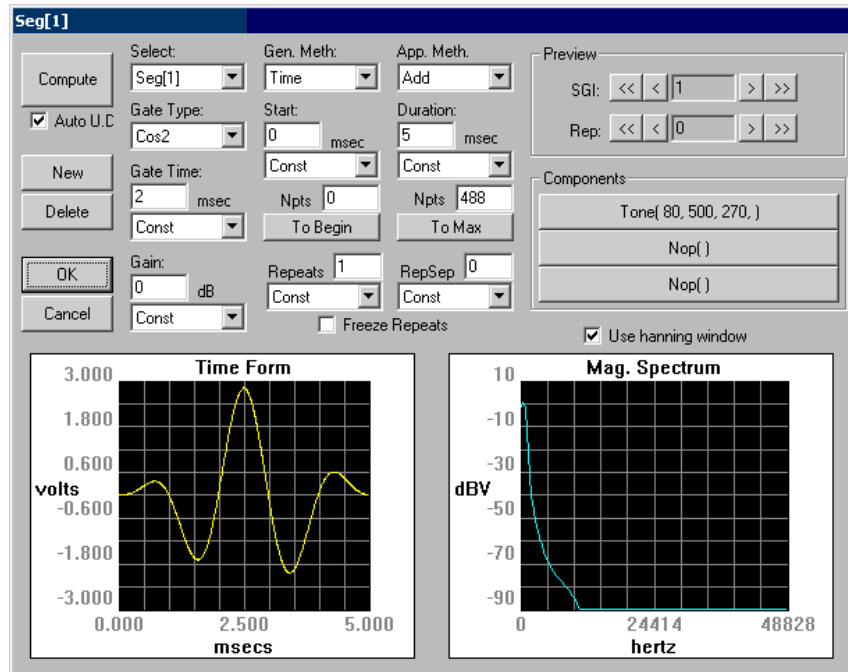 Seg[1]
Compute
Auto U.D
New
Delete
OK
Cancel
Select:
Seg[1]
Gate Type:
Cos2
Gate Time:
2 msec
Const
Gain:
0 dB
Const
Gen. Meth:
Time
Start:
0 msec
Const
Npts 0
To Begin
Repeats 1
Const
App. Meth.
Add
Duration:
5 msec
Const
Npts 488
To Max
RepSep 0
Const
Freeze Repeats
Preview
SGI: << < 1 > >>
Rep: << < 0 > >>
Components
Tone( 80, 500, 270, )
Nop( )
Nop( )
Use hanning window
Time Form
3.000
1.800
0.600
volts
-0.600
-1.800
-3.000
0.000 2.500 5.000
msecs
Mag. Spectrum
10
-10
-30
dBV
-50
-70
-90
0 24414 48828
hertz